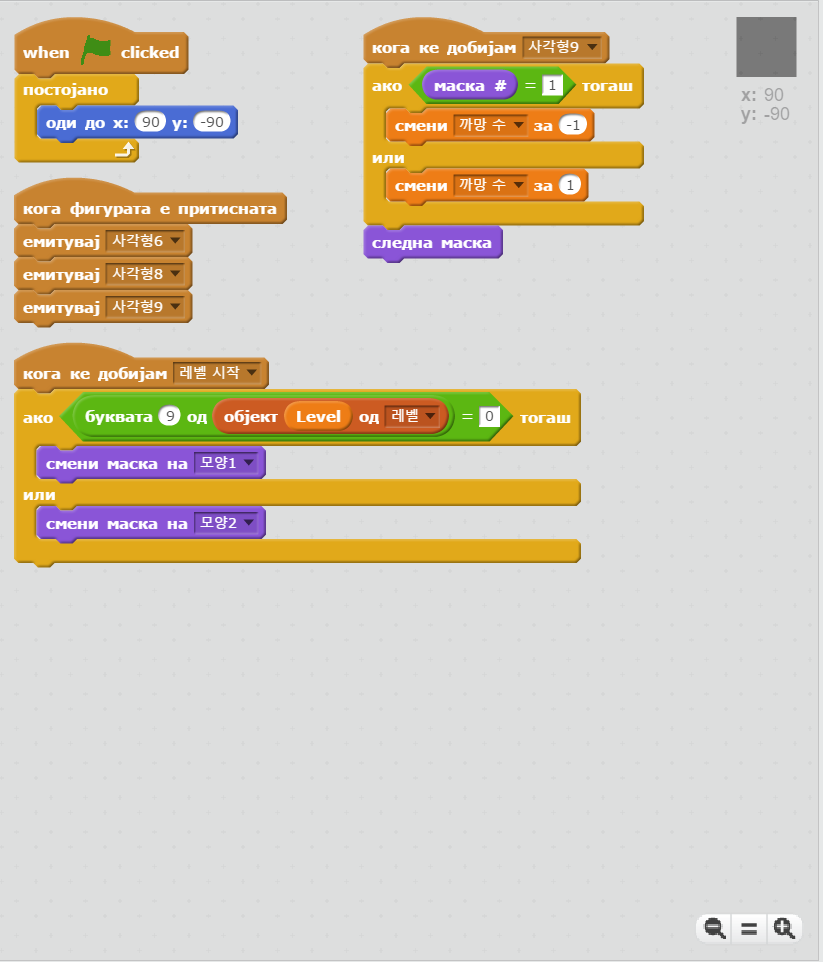 when clicked
постојано
оди до x: 90 y: -90
кога фигурата е притисната
емитувај 사각형6
емитувај 사각형8
емитувај 사각형9
кога ке добијам 레벨 시작
ако буквата 9 од објект Level од 레벨 = 0 тогаш
смени маска на 모양1
или
смени маска на 모양2
кога ке добијам 사각형9
ако маска # = 1 тогаш
смени 까망 수 за -1
или
смени 까망 수 за 1
следна маска
x: 90
y: -90